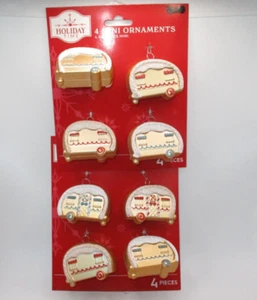 HOLIDAY
TIME
4 MINI ORNAMENTS
4 PIECES
4 PIECES